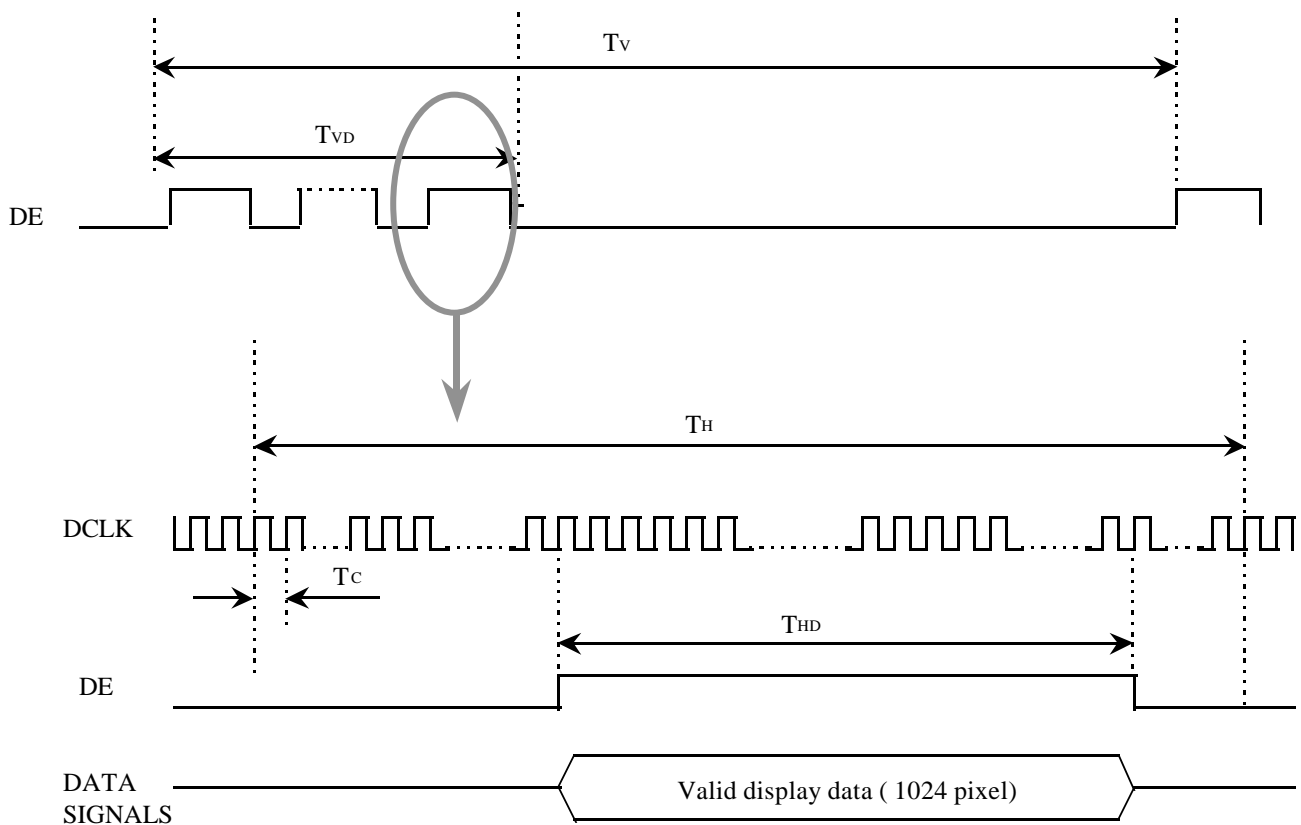 TV
TVD
DE
TH
DCLK
TC
THD
DE
DATA
SIGNALS
Valid display data ( 1024 pixel)